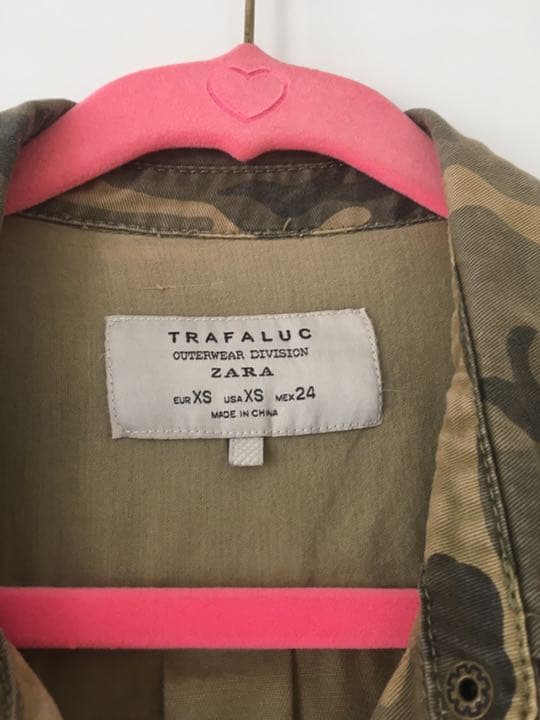 TRAFALUC
OUTERWEAR DIVISION
ZARA
EUR XS USA XS MEX 24
MADE IN CHINA